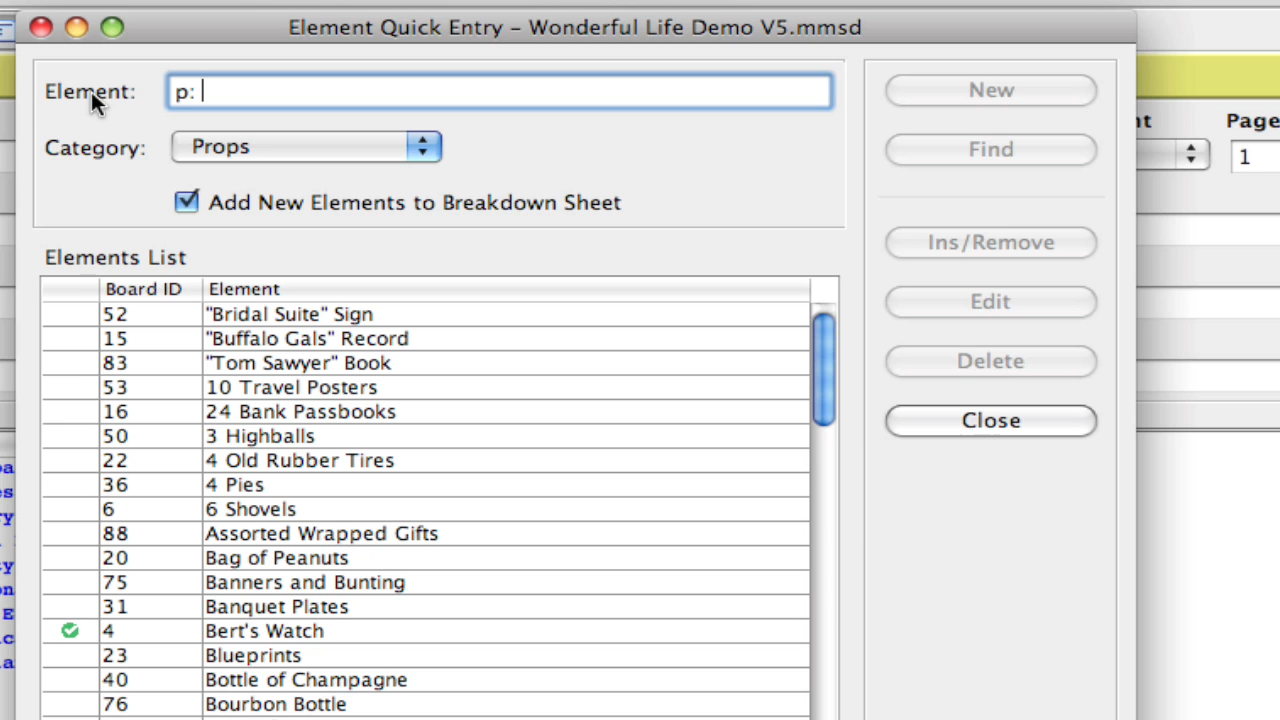 Element Quick Entry – Wonderful Life Demo V5.mmsd
Element: p:
Category: Props
Add New Elements to Breakdown Sheet
New
Find
Ins/Remove
Edit
Delete
Close
Page
1
Elements List
Board ID Element
52 "Bridal Suite" Sign
15 "Buffalo Gals" Record
83 "Tom Sawyer" Book
53 10 Travel Posters
16 24 Bank Passbooks
50 3 Highballs
22 4 Old Rubber Tires
36 4 Pies
6 6 Shovels
88 Assorted Wrapped Gifts
20 Bag of Peanuts
75 Banners and Bunting
31 Banquet Plates
4 Bert's Watch
23 Blueprints
40 Bottle of Champagne
76 Bourbon Bottle